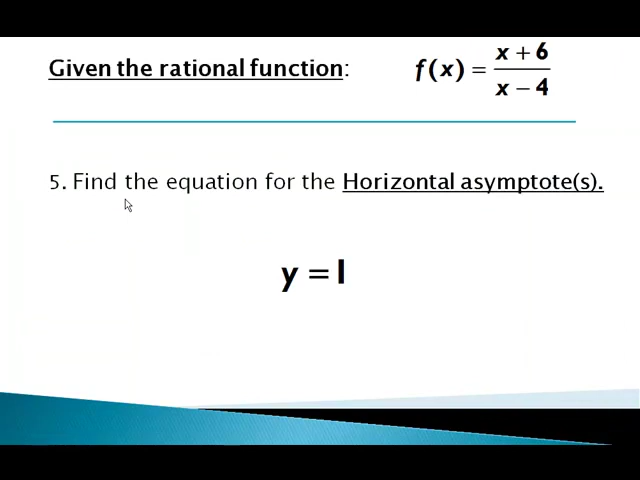 Given the rational function: f(x) = (x + 6)/(x − 4)
5. Find the equation for the Horizontal asymptote(s).
y = 1